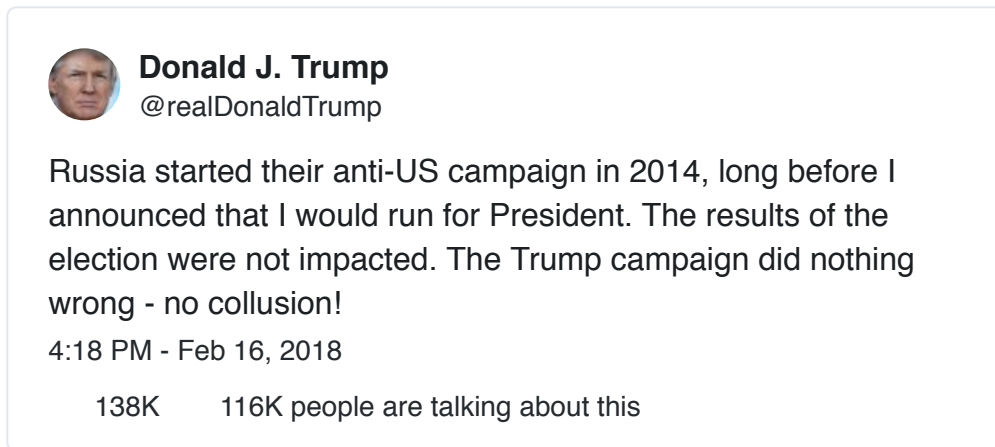 Donald J. Trump
@realDonaldTrump
Russia started their anti-US campaign in 2014, long before I
announced that I would run for President. The results of the
election were not impacted. The Trump campaign did nothing
wrong - no collusion!
4:18 PM - Feb 16, 2018
138K 116K people are talking about this